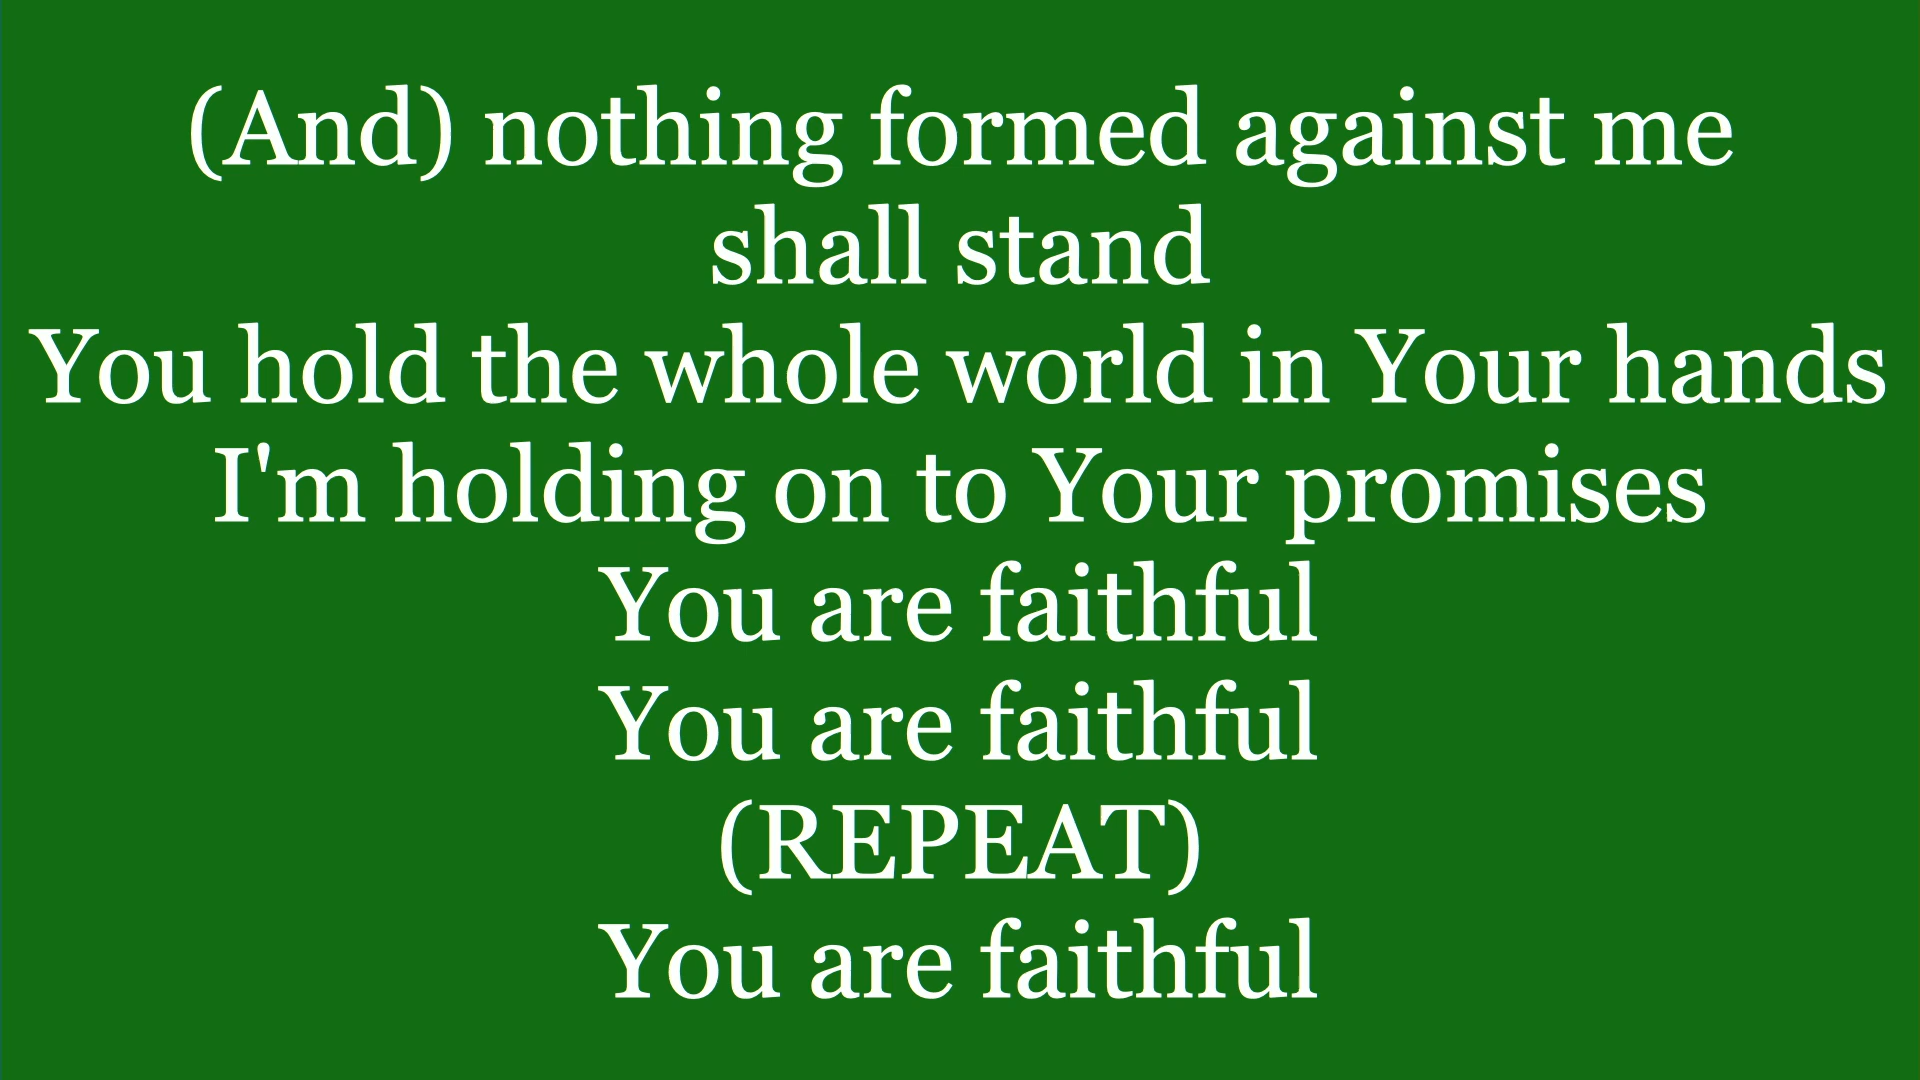 (And) nothing formed against me
shall stand
You hold the whole world in Your hands
I'm holding on to Your promises
You are faithful
You are faithful
(REPEAT)
You are faithful